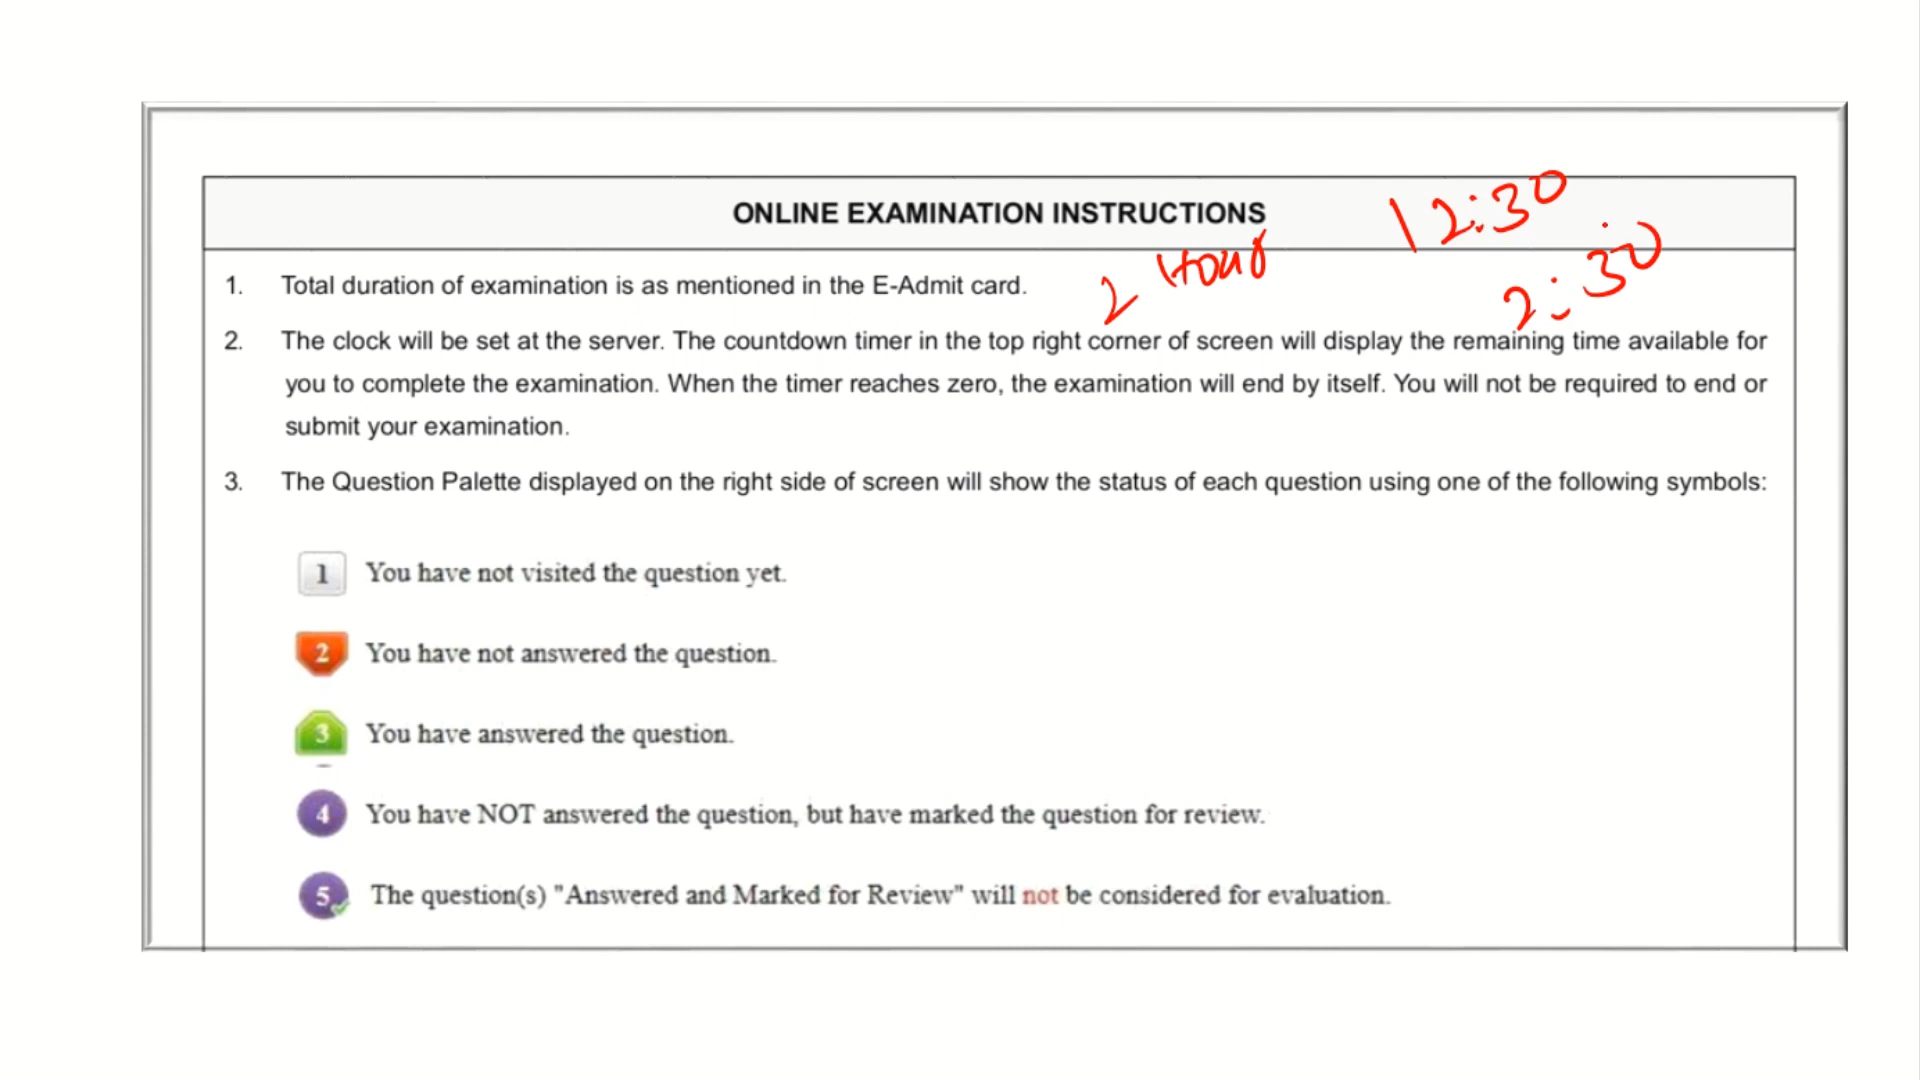 ONLINE EXAMINATION INSTRUCTIONS
12:30
2 Hour
2:30
1. Total duration of examination is as mentioned in the E-Admit card.
2. The clock will be set at the server. The countdown timer in the top right corner of screen will display the remaining time available for
you to complete the examination. When the timer reaches zero, the examination will end by itself. You will not be required to end or
submit your examination.
3. The Question Palette displayed on the right side of screen will show the status of each question using one of the following symbols:
1 You have not visited the question yet.
2 You have not answered the question.
3 You have answered the question.
4 You have NOT answered the question, but have marked the question for review.
5 The question(s) "Answered and Marked for Review" will not be considered for evaluation.